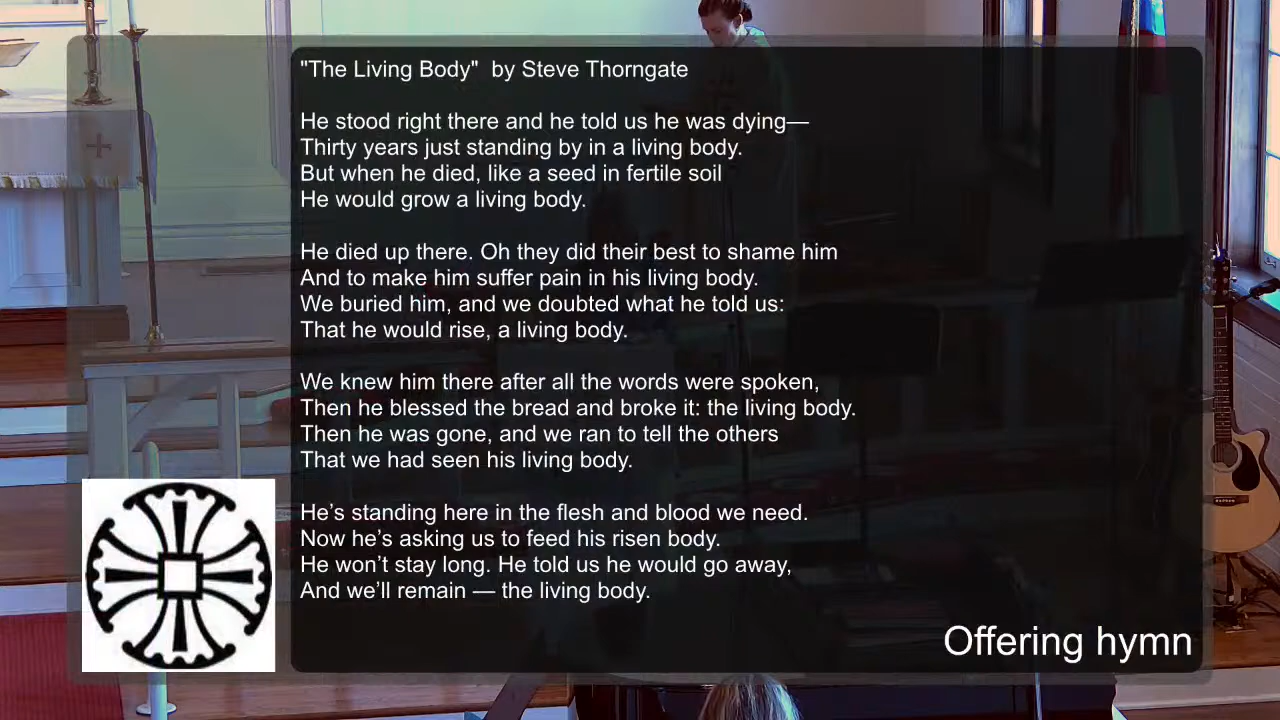 "The Living Body"  by Steve Thorngate
He stood right there and he told us he was dying—
Thirty years just standing by in a living body.
But when he died, like a seed in fertile soil
He would grow a living body.
He died up there. Oh they did their best to shame him
And to make him suffer pain in his living body.
We buried him, and we doubted what he told us:
That he would rise, a living body.
We knew him there after all the words were spoken,
Then he blessed the bread and broke it: the living body.
Then he was gone, and we ran to tell the others
That we had seen his living body.
He’s standing here in the flesh and blood we need.
Now he’s asking us to feed his risen body.
He won’t stay long. He told us he would go away,
And we’ll remain — the living body.
Offering hymn